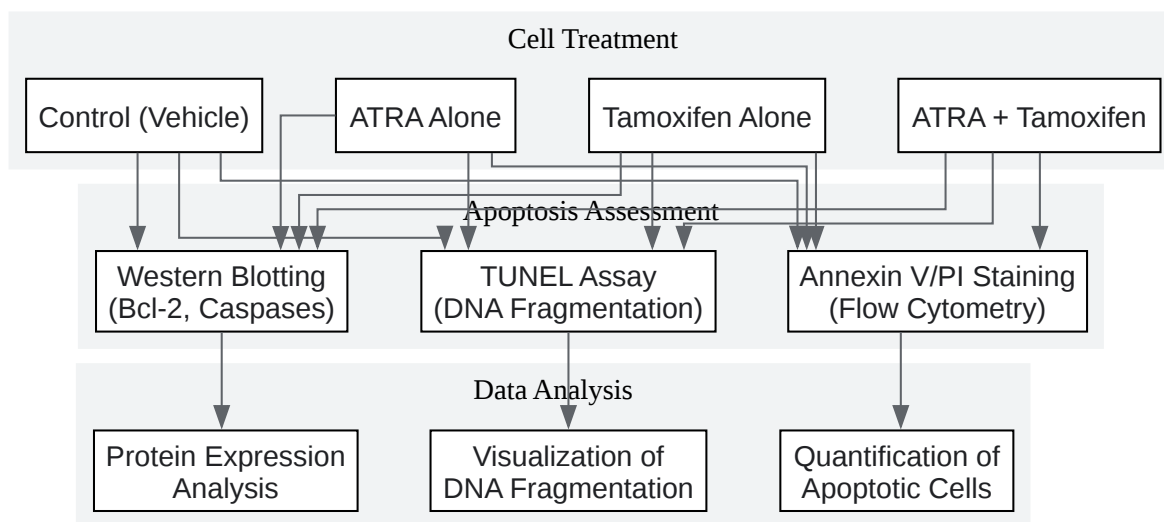 Cell Treatment
Control (Vehicle)
ATRA Alone
Tamoxifen Alone
ATRA + Tamoxifen
Apoptosis Assessment
Western Blotting
(Bcl-2, Caspases)
TUNEL Assay
(DNA Fragmentation)
Annexin V/PI Staining
(Flow Cytometry)
Data Analysis
Protein Expression
Analysis
Visualization of
DNA Fragmentation
Quantification of
Apoptotic Cells